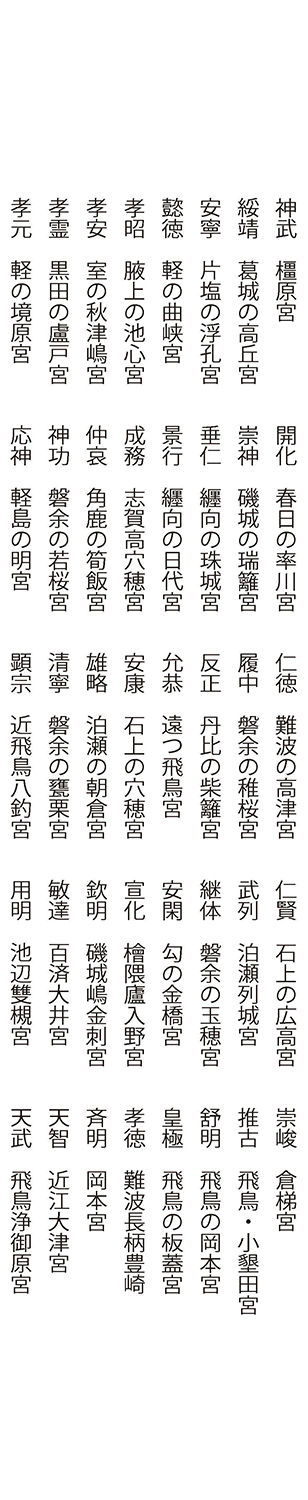 神武　橿原宮
綏靖　葛城の高丘宮
安寧　片塩の浮孔宮
懿徳　軽の曲峡宮
孝昭　腋上の池心宮
孝安　室の秋津嶋宮
孝霊　黒田の盧戸宮
孝元　軽の境原宮
開化　春日の率川宮
崇神　磯城の瑞籬宮
垂仁　纒向の珠城宮
景行　纒向の日代宮
成務　志賀高穴穂宮
仲哀　角鹿の筍飯宮
神功　磐余の若桜宮
応神　軽島の明宮
仁徳　難波の高津宮
履中　磐余の稚桜宮
反正　丹比の柴籬宮
允恭　遠つ飛鳥宮
安康　石上の穴穂宮
雄略　泊瀬の朝倉宮
清寧　磐余の甕栗宮
顕宗　近飛鳥八釣宮
仁賢　石上の広高宮
武列　泊瀬列城宮
継体　磐余の玉穂宮
安閑　勾の金橋宮
宣化　檜隈廬入野宮
欽明　磯城嶋金刺宮
敏達　百済大井宮
用明　池辺雙槻宮
崇峻　倉梯宮
推古　飛鳥・小墾田宮
舒明　飛鳥の岡本宮
皇極　飛鳥の板蓋宮
孝徳　難波長柄豊崎
斉明　岡本宮
天智　近江大津宮
天武　飛鳥浄御原宮